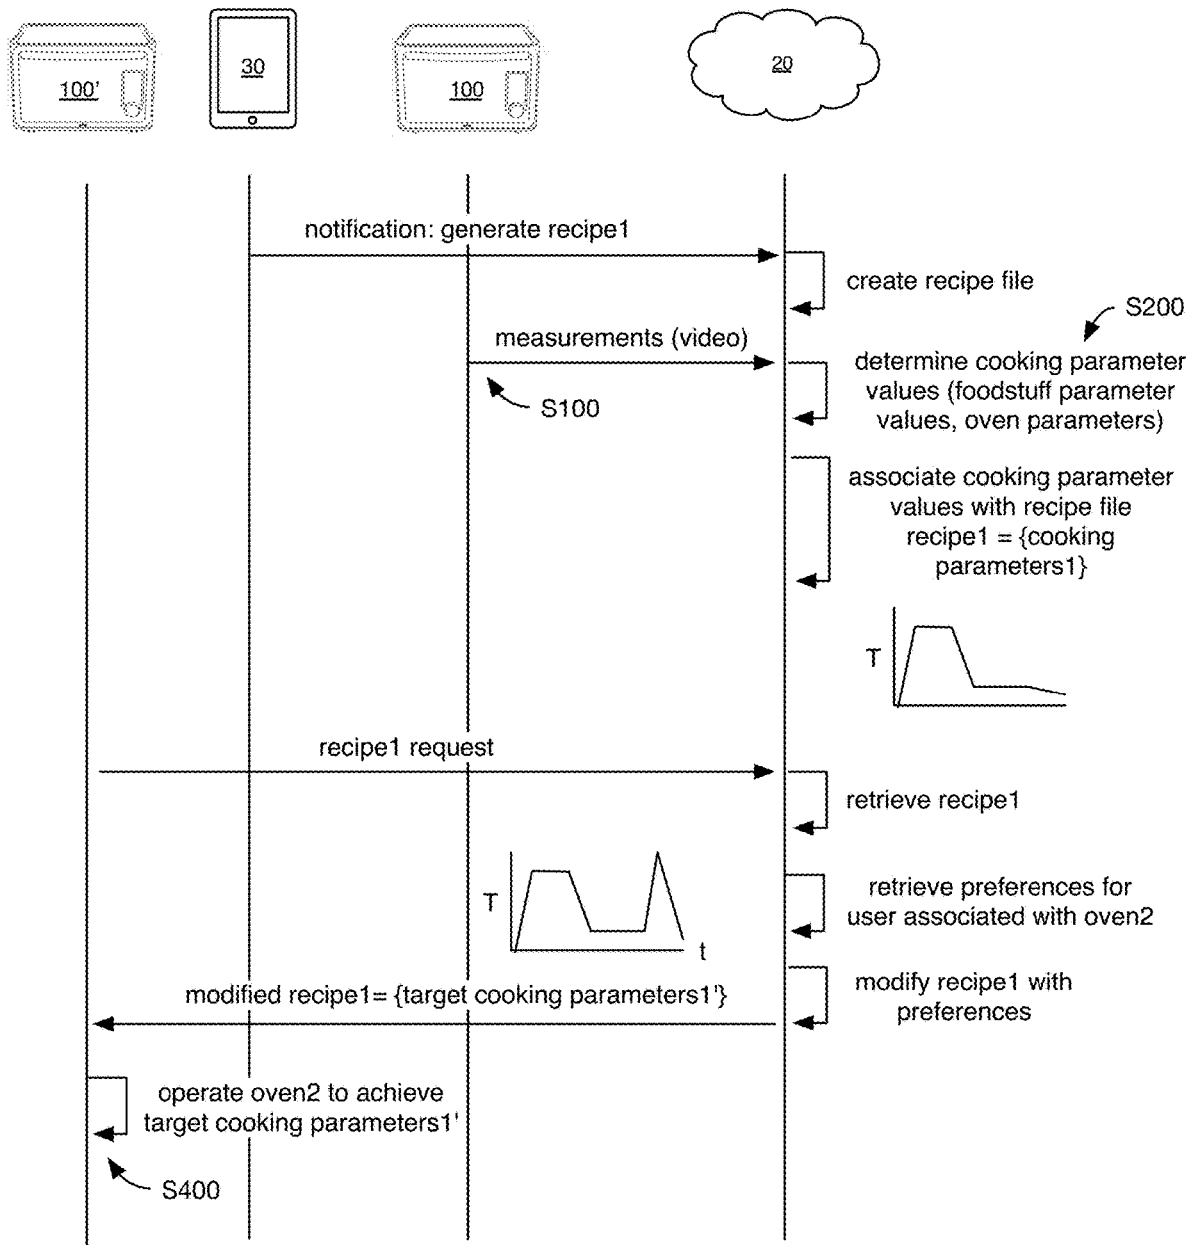 100'
30
100
20
notification: generate recipe1
create recipe file
S200
measurements (video)
determine cooking parameter
values (foodstuff parameter
values, oven parameters)
S100
associate cooking parameter
values with recipe file
recipe1 = {cooking
parameters1}
T
recipe1 request
retrieve recipe1
T
t
retrieve preferences for
user associated with oven2
modified recipe1= {target cooking parameters1'}
modify recipe1 with
preferences
operate oven2 to achieve
target cooking parameters1'
S400